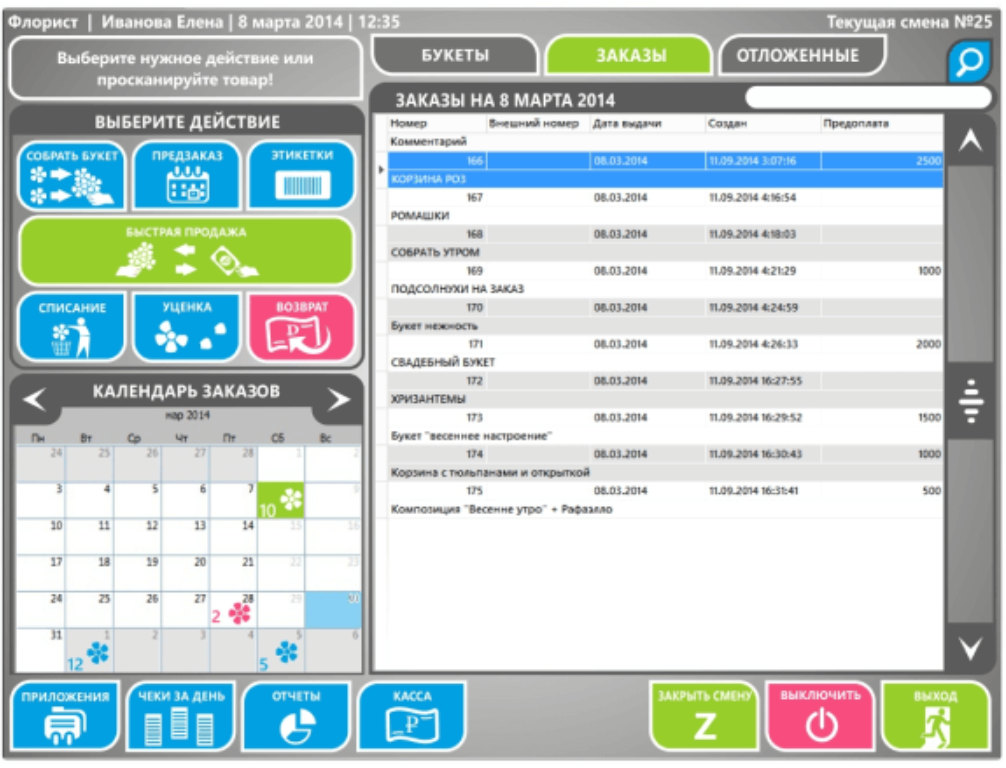 Флорист | Иванова Елена | 8 марта 2014 | 12:35
Текущая смена №25
Выберите нужное действие или
просканируйте товар!
БУКЕТЫ
ЗАКАЗЫ
ОТЛОЖЕННЫЕ
ВЫБЕРИТЕ ДЕЙСТВИЕ
СОБРАТЬ БУКЕТ
ПРЕДЗАКАЗ
ЭТИКЕТКИ
БЫСТРАЯ ПРОДАЖА
СПИСАНИЕ
УЦЕНКА
ВОЗВРАТ
КАЛЕНДАРЬ ЗАКАЗОВ
мар 2014
Пн Вт Ср Чт Пт Сб Вс
24 25 26 27 28 1 2
3 4 5 6 7 9
10
10 11 12 13 14 15 16
17 18 19 20 21 22 23
24 25 26 27 28 29 30
2
31 1 2 3 4 5 6
12 5
ЗАКАЗЫ НА 8 МАРТА 2014
Номер Внешний номер Дата выдачи Создан Предоплата
Комментарий
166 08.03.2014 11.09.2014 3:07:16 2500
КОРЗИНА РОЗ
167 08.03.2014 11.09.2014 4:16:54
РОМАШКИ
168 08.03.2014 11.09.2014 4:18:03
СОБРАТЬ УТРОМ
169 08.03.2014 11.09.2014 4:21:29 1000
ПОДСОЛНУХИ НА ЗАКАЗ
170 08.03.2014 11.09.2014 4:24:59
Букет нежность
171 08.03.2014 11.09.2014 4:26:33 2000
СВАДЕБНЫЙ БУКЕТ
172 08.03.2014 11.09.2014 16:27:55
ХРИЗАНТЕМЫ
173 08.03.2014 11.09.2014 16:29:52 1500
Букет "весеннее настроение"
174 08.03.2014 11.09.2014 16:30:43 1000
Корзина с тюльпанами и открыткой
175 08.03.2014 11.09.2014 16:31:41 500
Композиция "Весенне утро" + Рафаэлло
ПРИЛОЖЕНИЯ
ЧЕКИ ЗА ДЕНЬ
ОТЧЕТЫ
КАССА
ЗАКРЫТЬ СМЕНУ
Z
ВЫКЛЮЧИТЬ
ВЫХОД